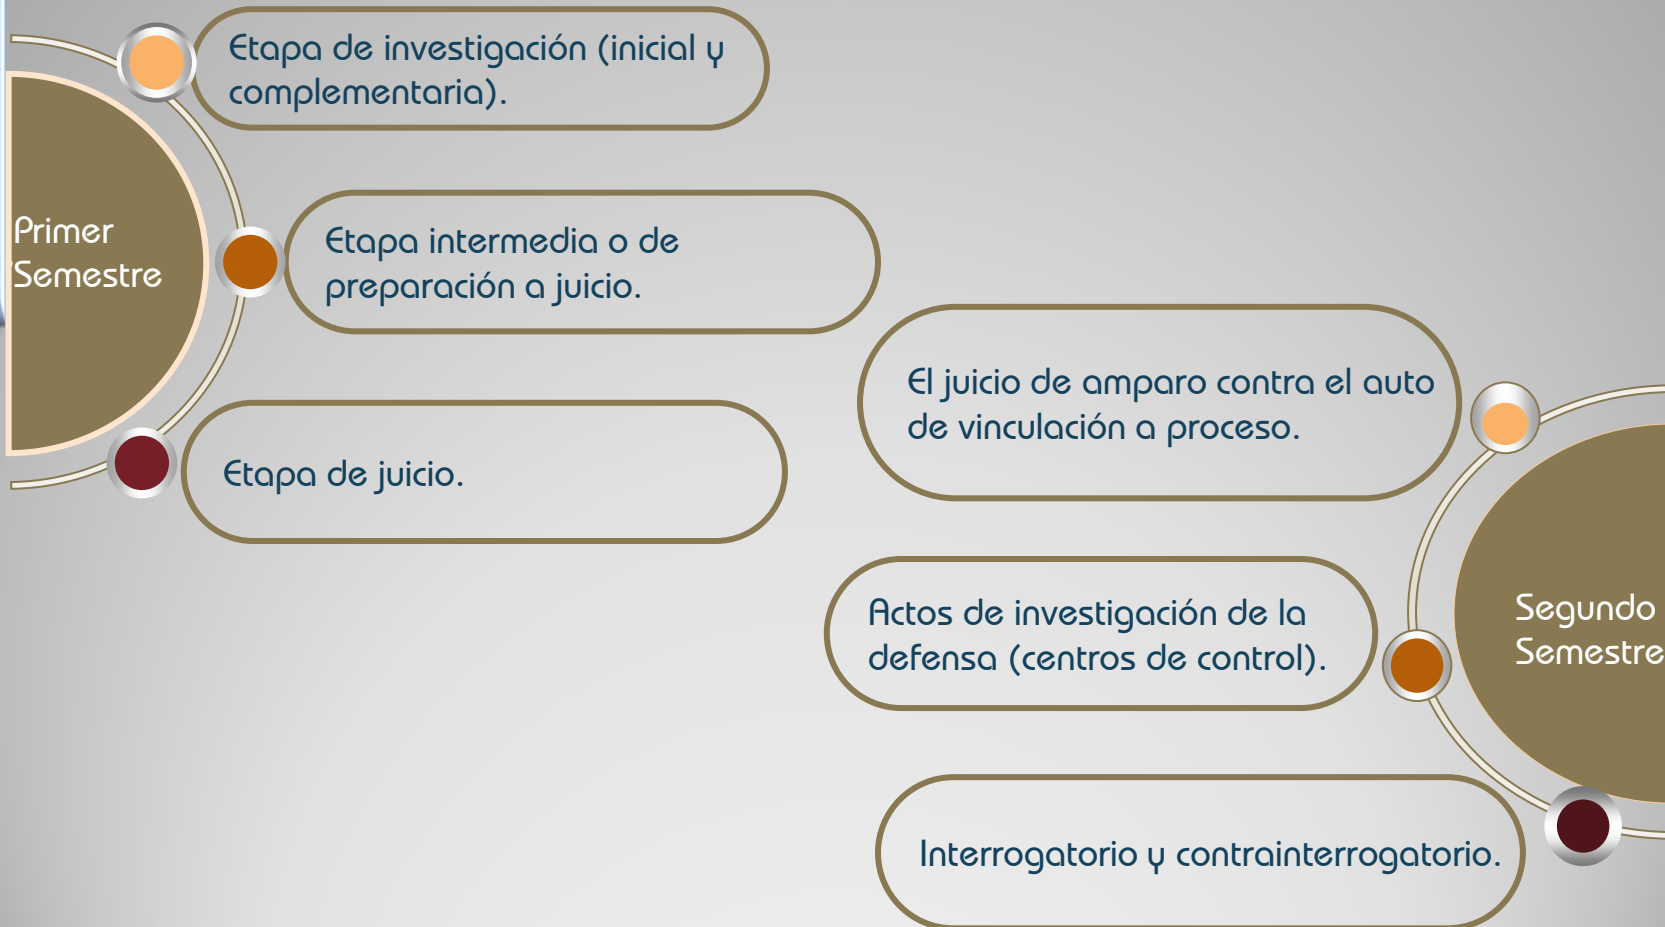 Etapa de investigación (inicial y
complementaria).
Primer
Semestre
Etapa intermedia o de
preparación a juicio.
Etapa de juicio.
El juicio de amparo contra el auto
de vinculación a proceso.
Actos de investigación de la
defensa (centros de control).
Segundo
Semestre
Interrogatorio y contrainterrogatorio.